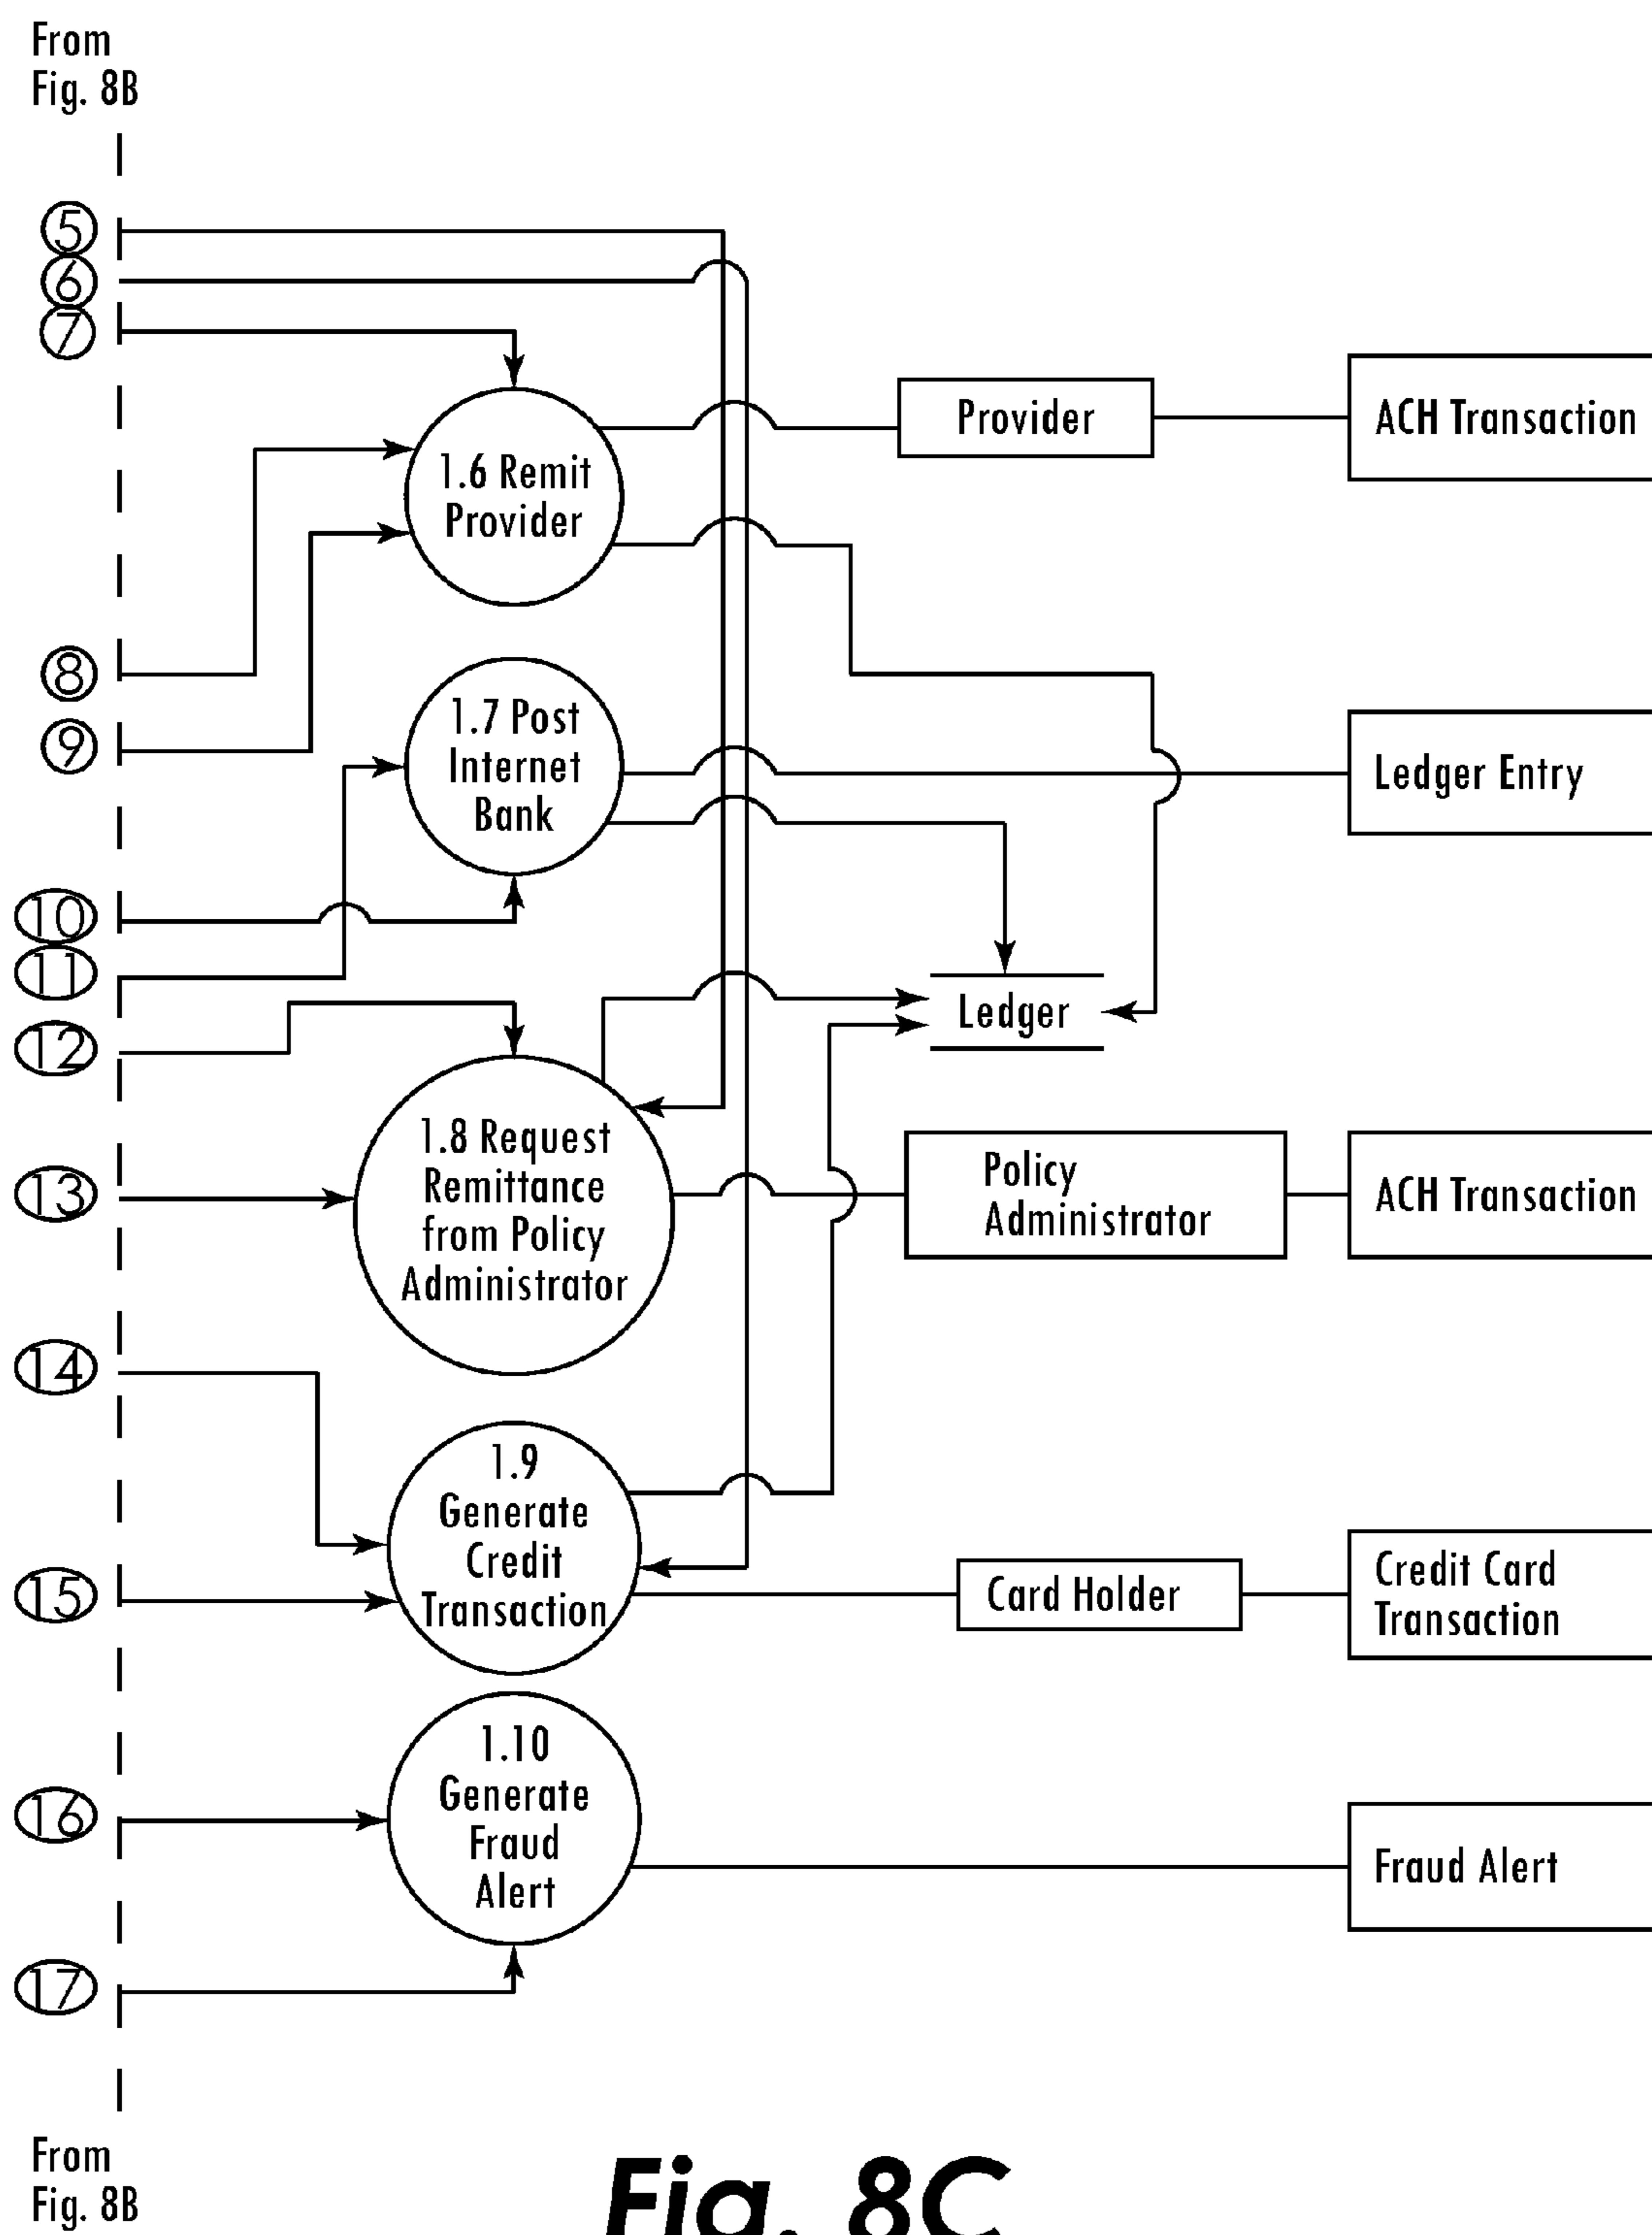 From
Fig. 8B
5
6
7
1.6 Remit
Provider
Provider
ACH Transaction
8
9
1.7 Post
Internet
Bank
Ledger Entry
10
11
12
Ledger
13
1.8 Request
Remittance
from Policy
Administrator
Policy
Administrator
ACH Transaction
14
15
1.9
Generate
Credit
Transaction
Card Holder
Credit Card
Transaction
16
1.10
Generate
Fraud
Alert
Fraud Alert
17
From
Fig. 8B
Fig. 8C